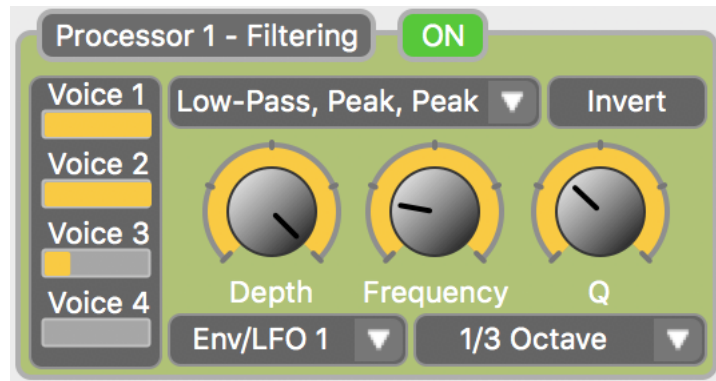 Processor 1 - Filtering
ON
Voice 1
Voice 2
Voice 3
Voice 4
Low-Pass, Peak, Peak
Invert
Depth
Frequency
Q
Env/LFO 1
1/3 Octave